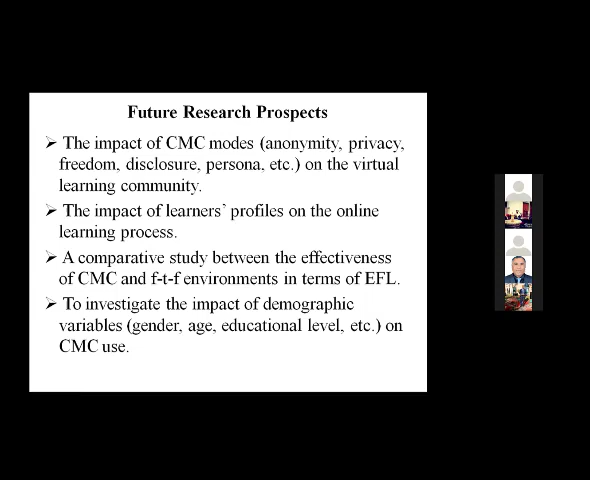 Future Research Prospects
➢ The impact of CMC modes (anonymity, privacy,
freedom, disclosure, persona, etc.) on the virtual
learning community.
➢ The impact of learners’ profiles on the online
learning process.
➢ A comparative study between the effectiveness
of CMC and f-t-f environments in terms of EFL.
➢ To investigate the impact of demographic
variables (gender, age, educational level, etc.) on
CMC use.